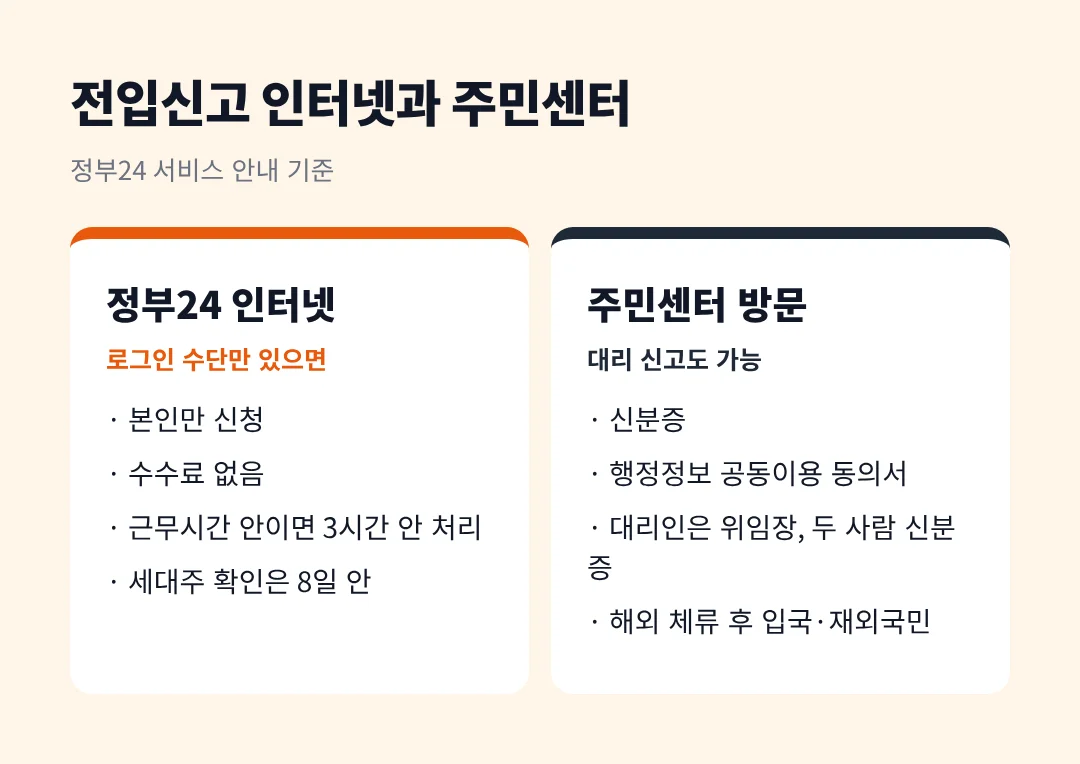 전입신고 인터넷과 주민센터
정부24 서비스 안내 기준
정부24 인터넷
로그인 수단만 있으면
· 본인만 신청
· 수수료 없음
· 근무시간 안이면 3시간 안 처리
· 세대주 확인은 8일 안
주민센터 방문
대리 신고도 가능
· 신분증
· 행정정보 공동이용 동의서
· 대리인은 위임장, 두 사람 신분
증
· 해외 체류 후 입국·재외국민